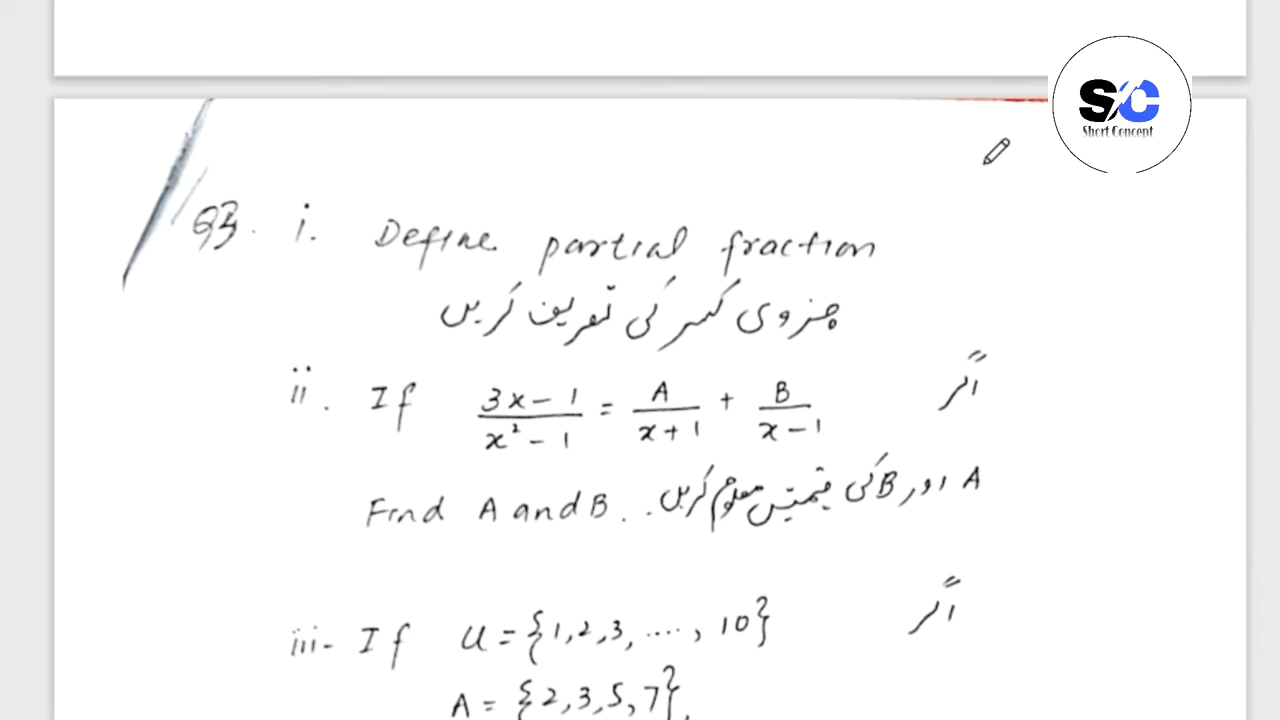 SC
Short Concept
Q3. i. Define partial fraction
جزوی کسر کی تعریف کریں
ii. If (3x-1)/(x²-1) = A/(x+1) + B/(x-1) اگر
Find A and B. A اور B کی قیمتیں معلوم کریں
iii- If U = {1,2,3, ...., 10} اگر
A = {2,3,5,7},